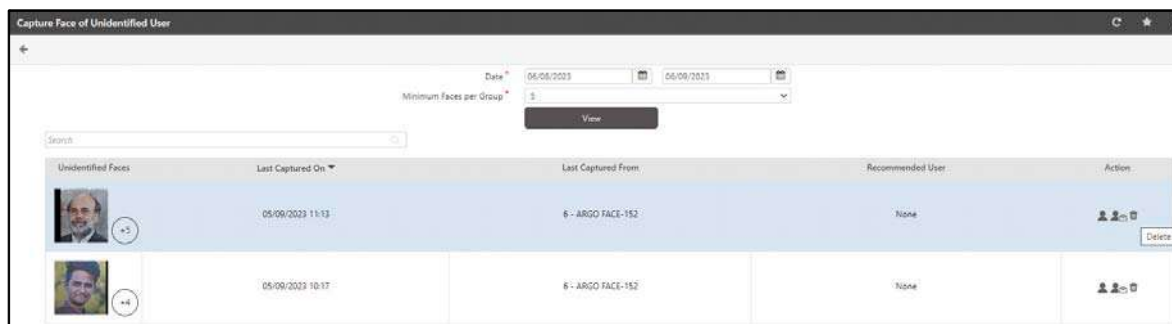 Capture Face of Unidentified User
Date * 06/08/2023 06/09/2023
Minimum Faces per Group * 5
View
Search
Unidentified Faces Last Captured On Last Captured From Recommended User Action
+5 05/09/2023 11:13 6 - ARGO FACE-152 None
Delete
+4 05/09/2023 10:17 6 - ARGO FACE-152 None